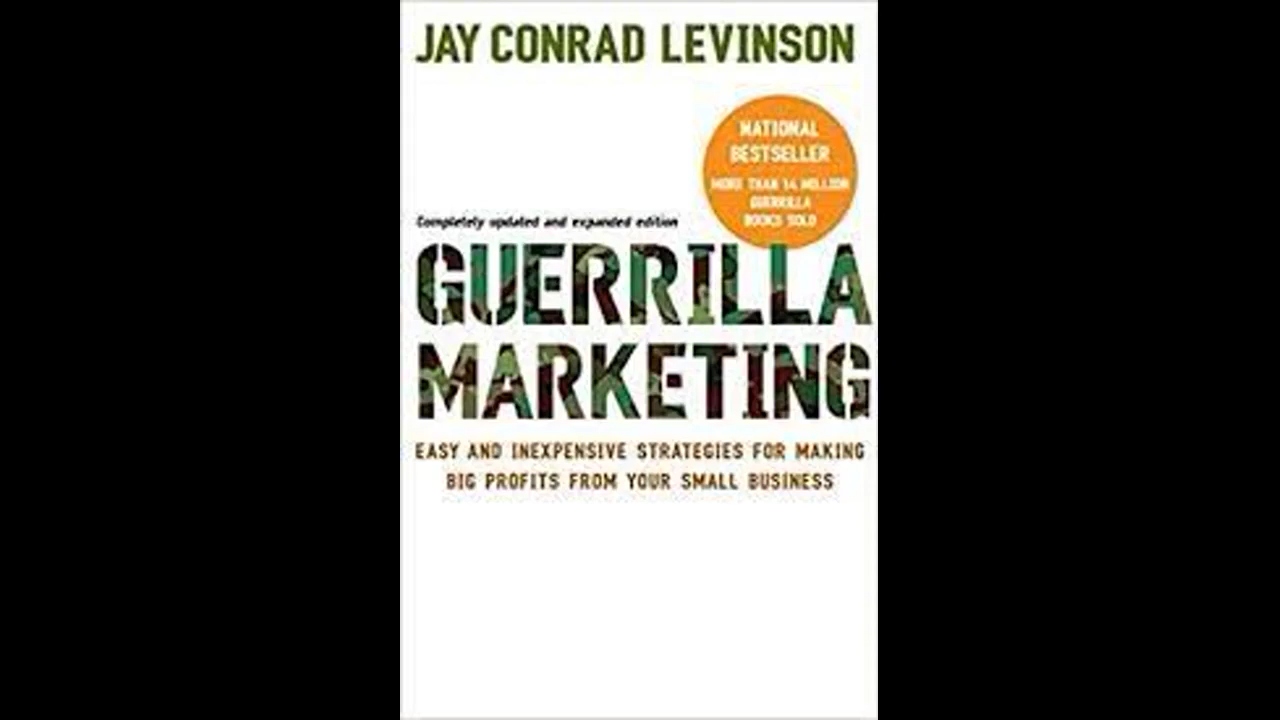 JAY CONRAD LEVINSON
NATIONAL
BESTSELLER
MORE THAN 14 MILLION
GUERRILLA
BOOKS SOLD
Completely updated and expanded edition
GUERRILLA
MARKETING
EASY AND INEXPENSIVE STRATEGIES FOR MAKING
BIG PROFITS FROM YOUR SMALL BUSINESS